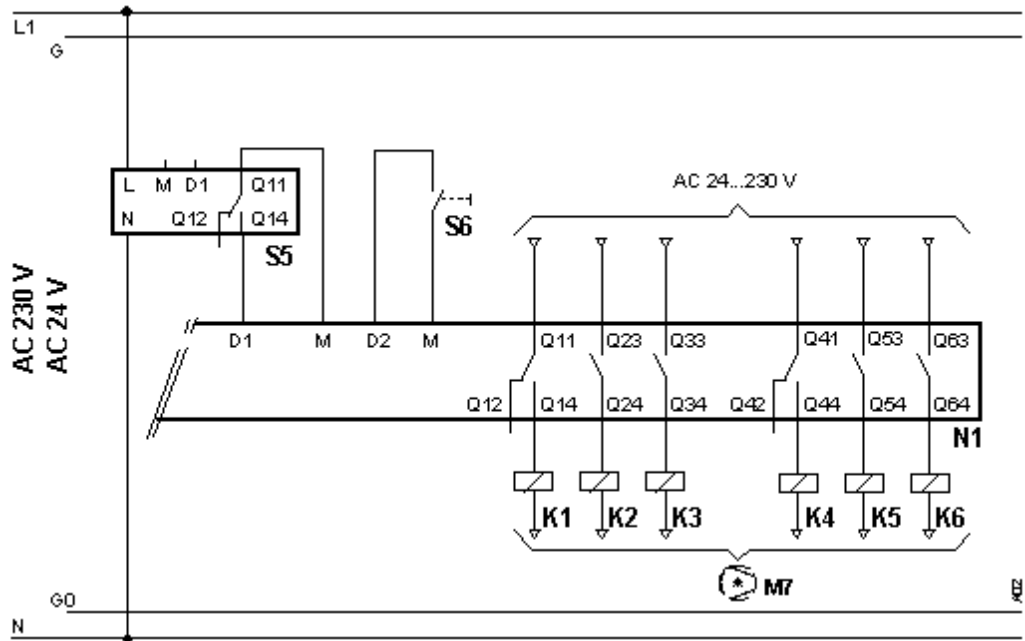 L1
G
L M D1 Q11
N Q12 Q14
S5
S6
AC 24...230 V
AC 230 V
AC 24 V
D1 M D2 M Q11 Q23 Q33 Q41 Q53 Q63
Q12 Q14 Q24 Q34 Q42 Q44 Q54 Q64
N1
K1 K2 K3 K4 K5 K6
M7
G0
N